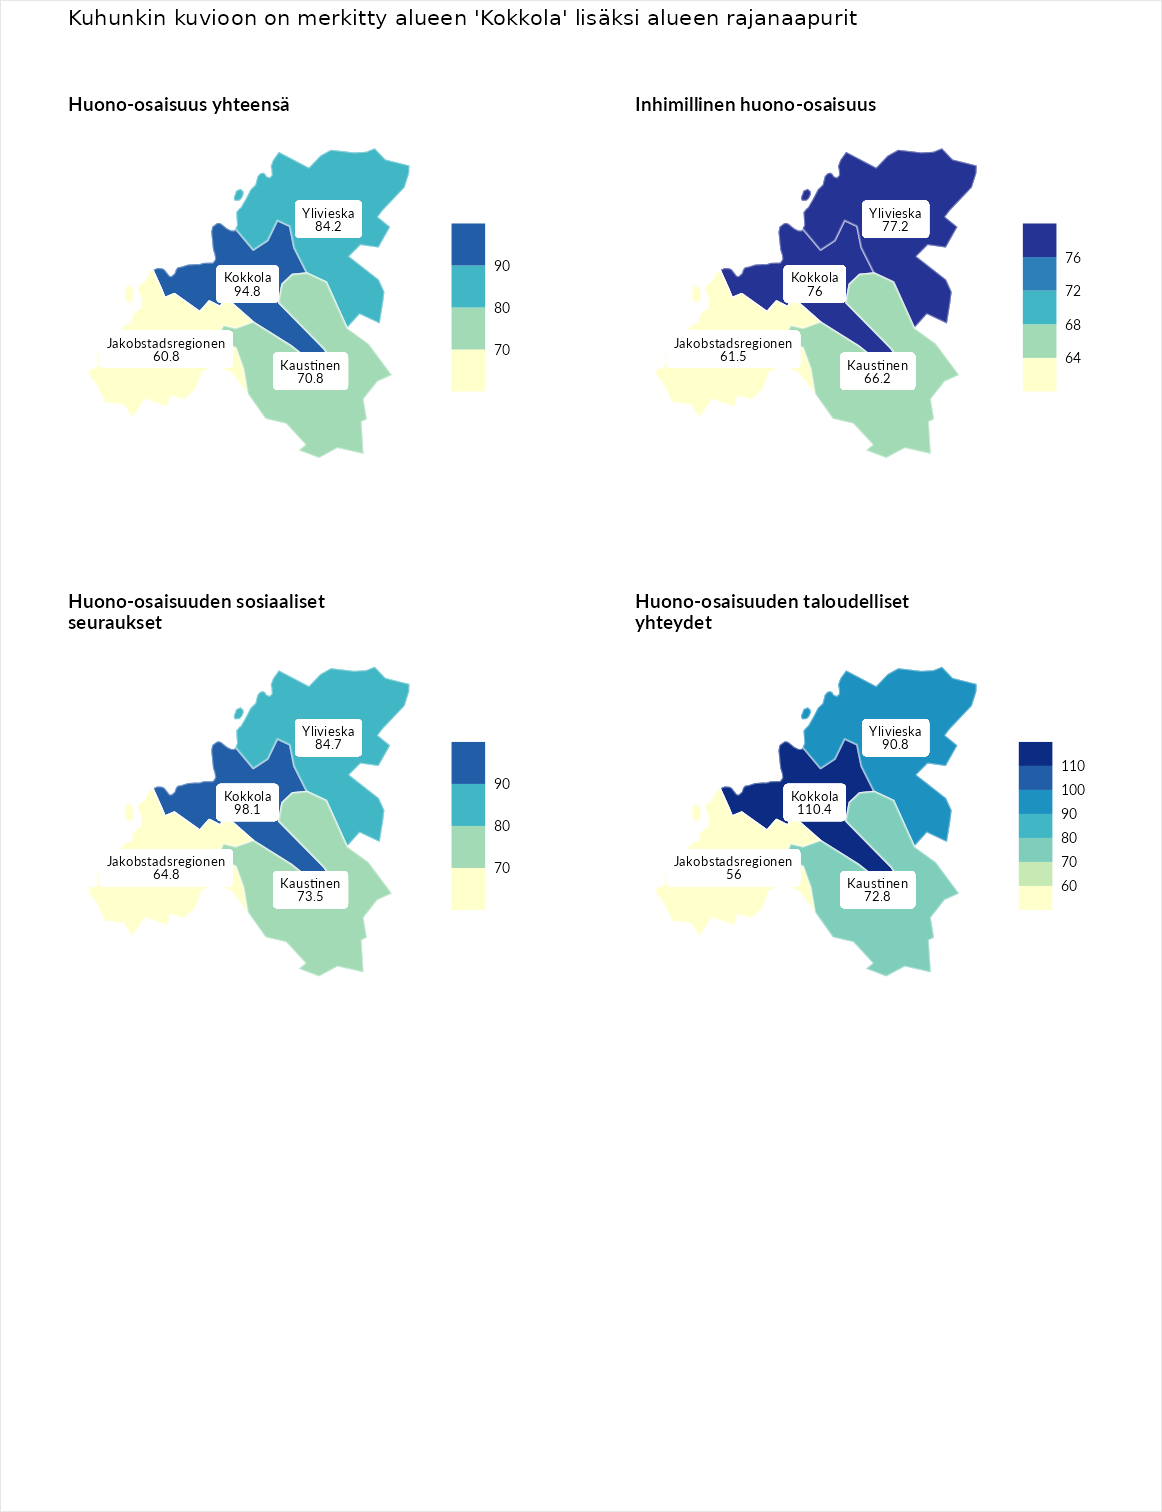 Kuhunkin kuvioon on merkitty alueen 'Kokkola' lisäksi alueen rajanaapurit
Huono-osaisuus yhteensä
Ylivieska
84.2
Kokkola
94.8
Jakobstadsregionen
60.8
Kaustinen
70.8
90
80
70
Inhimillinen huono-osaisuus
Ylivieska
77.2
Kokkola
76
Jakobstadsregionen
61.5
Kaustinen
66.2
76
72
68
64
Huono-osaisuuden sosiaaliset
seuraukset
Ylivieska
84.7
Kokkola
98.1
Jakobstadsregionen
64.8
Kaustinen
73.5
90
80
70
Huono-osaisuuden taloudelliset
yhteydet
Ylivieska
90.8
Kokkola
110.4
Jakobstadsregionen
56
Kaustinen
72.8
110
100
90
80
70
60